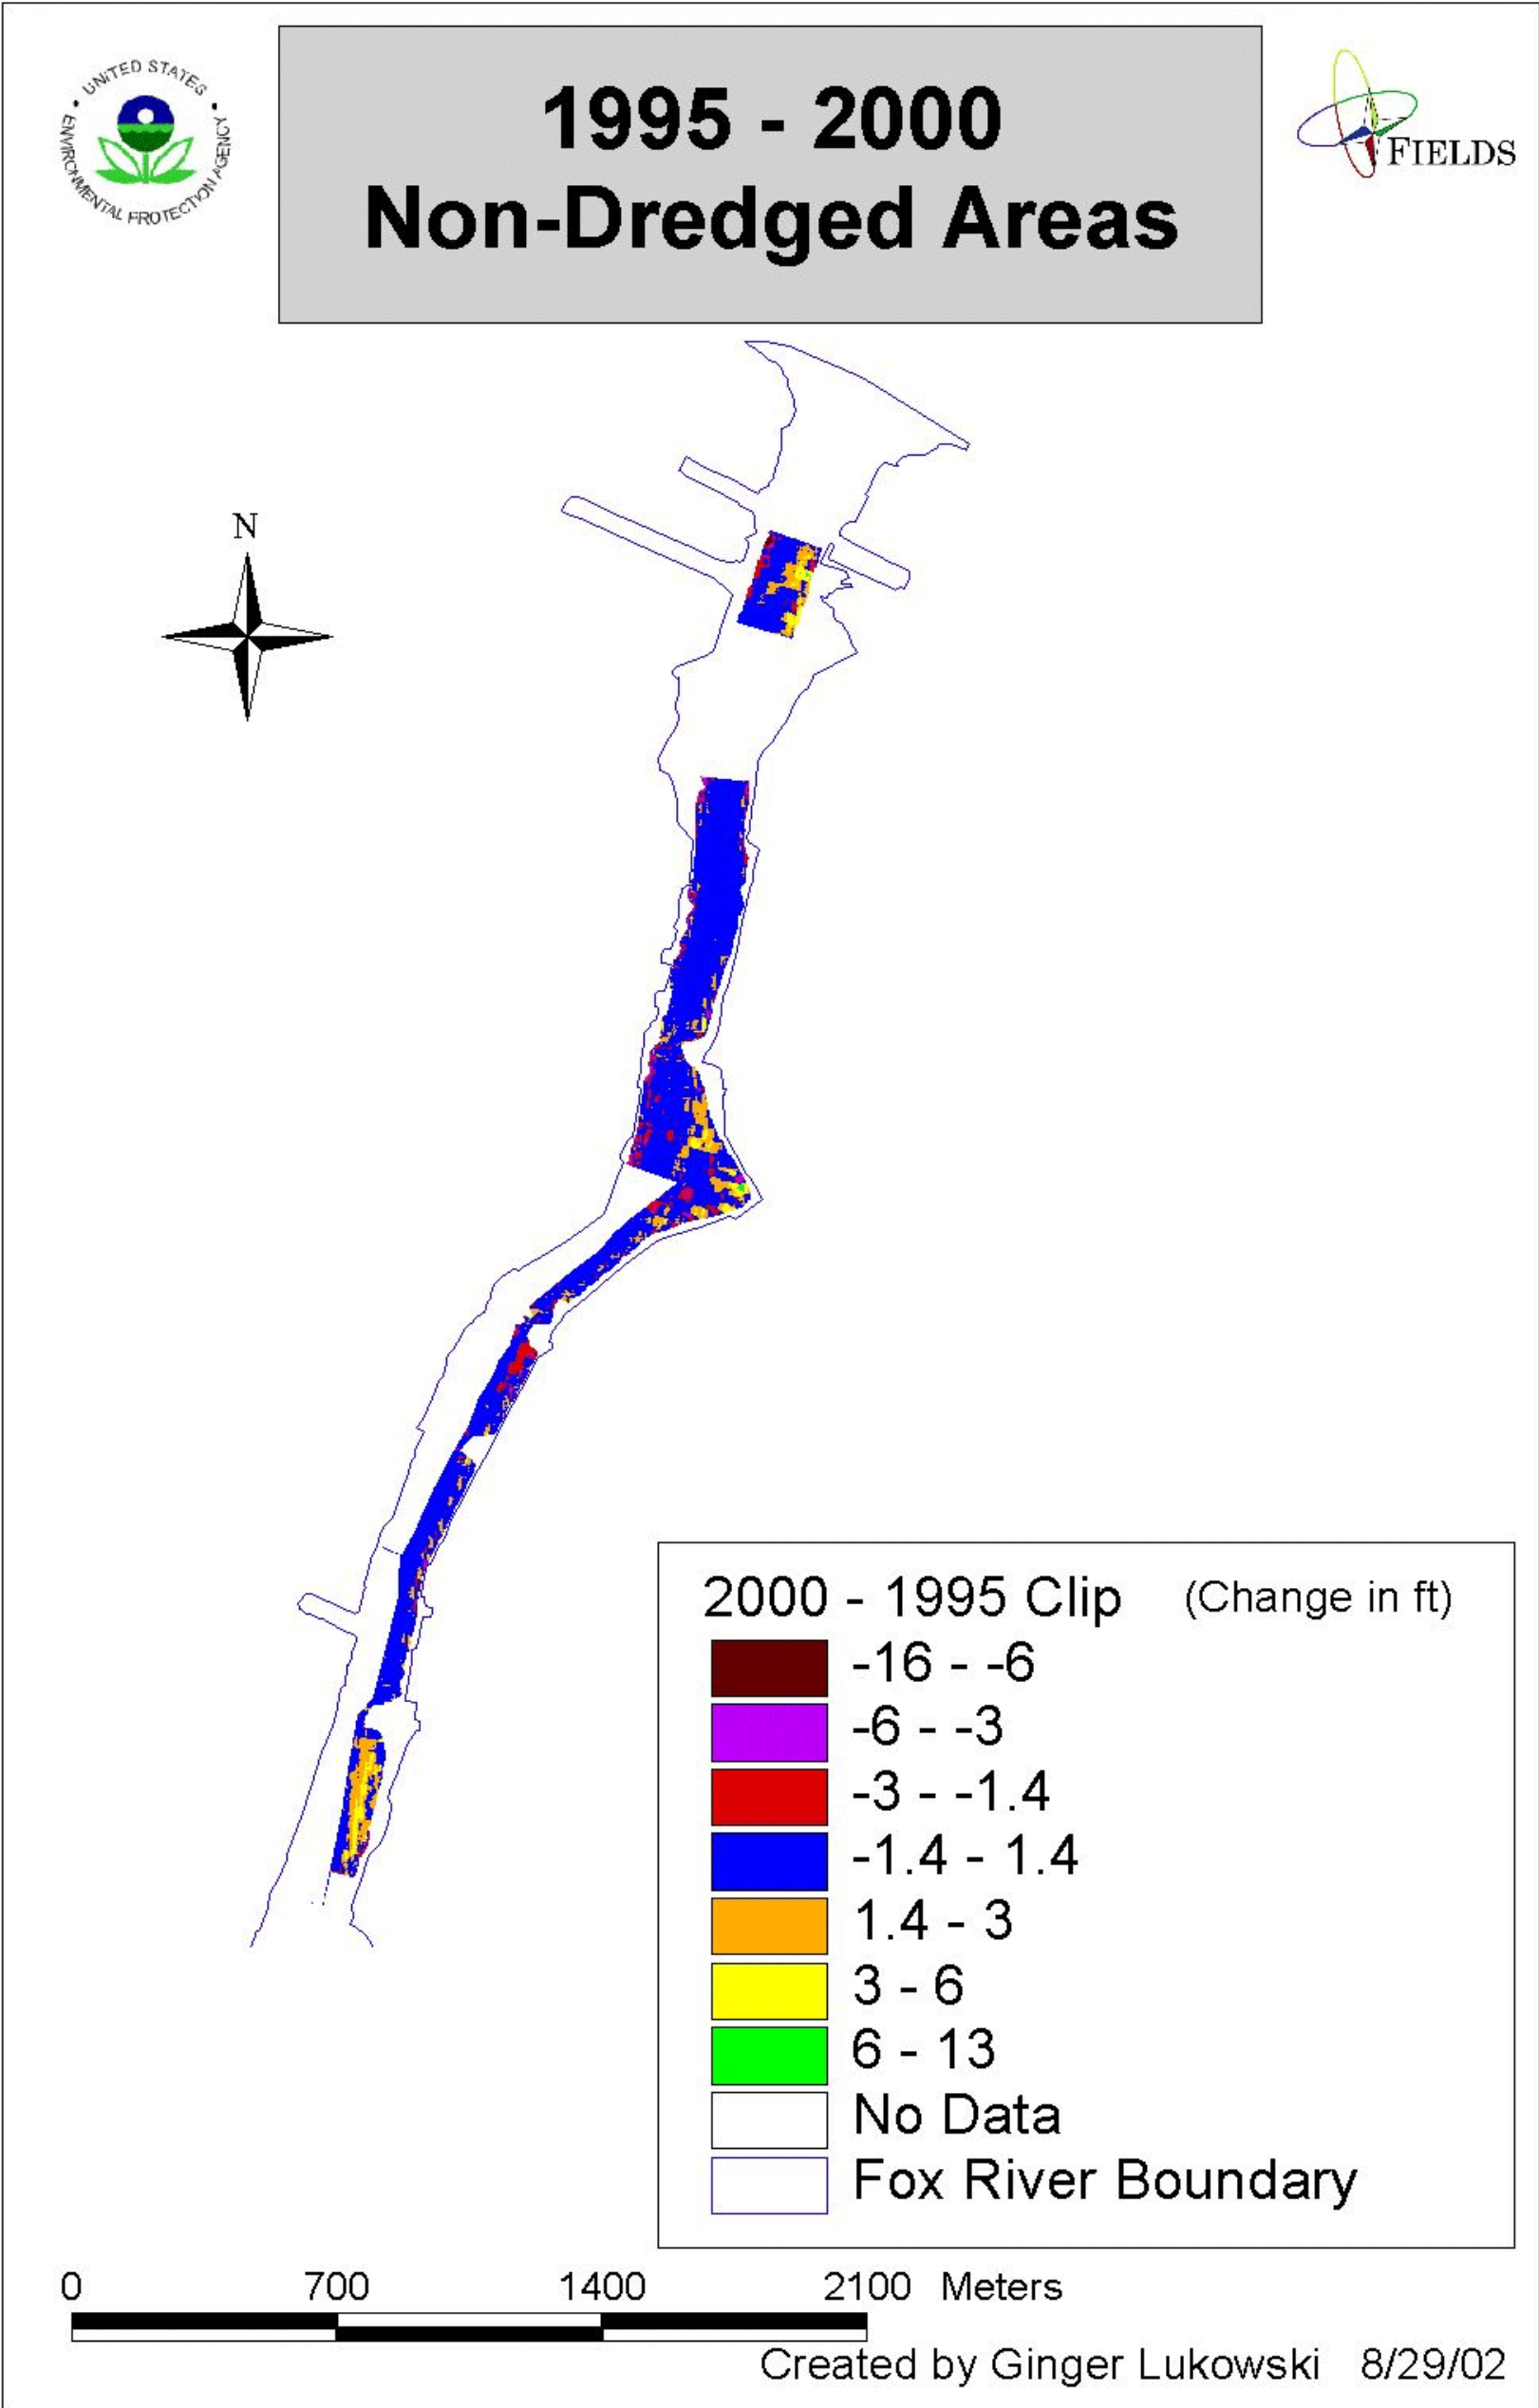 UNITED STATES
ENVIRONMENTAL PROTECTION AGENCY
1995 - 2000
Non-Dredged Areas
FIELDS
N
2000 - 1995 Clip (Change in ft)
-16 - -6
-6 - -3
-3 - -1.4
-1.4 - 1.4
1.4 - 3
3 - 6
6 - 13
No Data
Fox River Boundary
0 700 1400 2100 Meters
Created by Ginger Lukowski 8/29/02